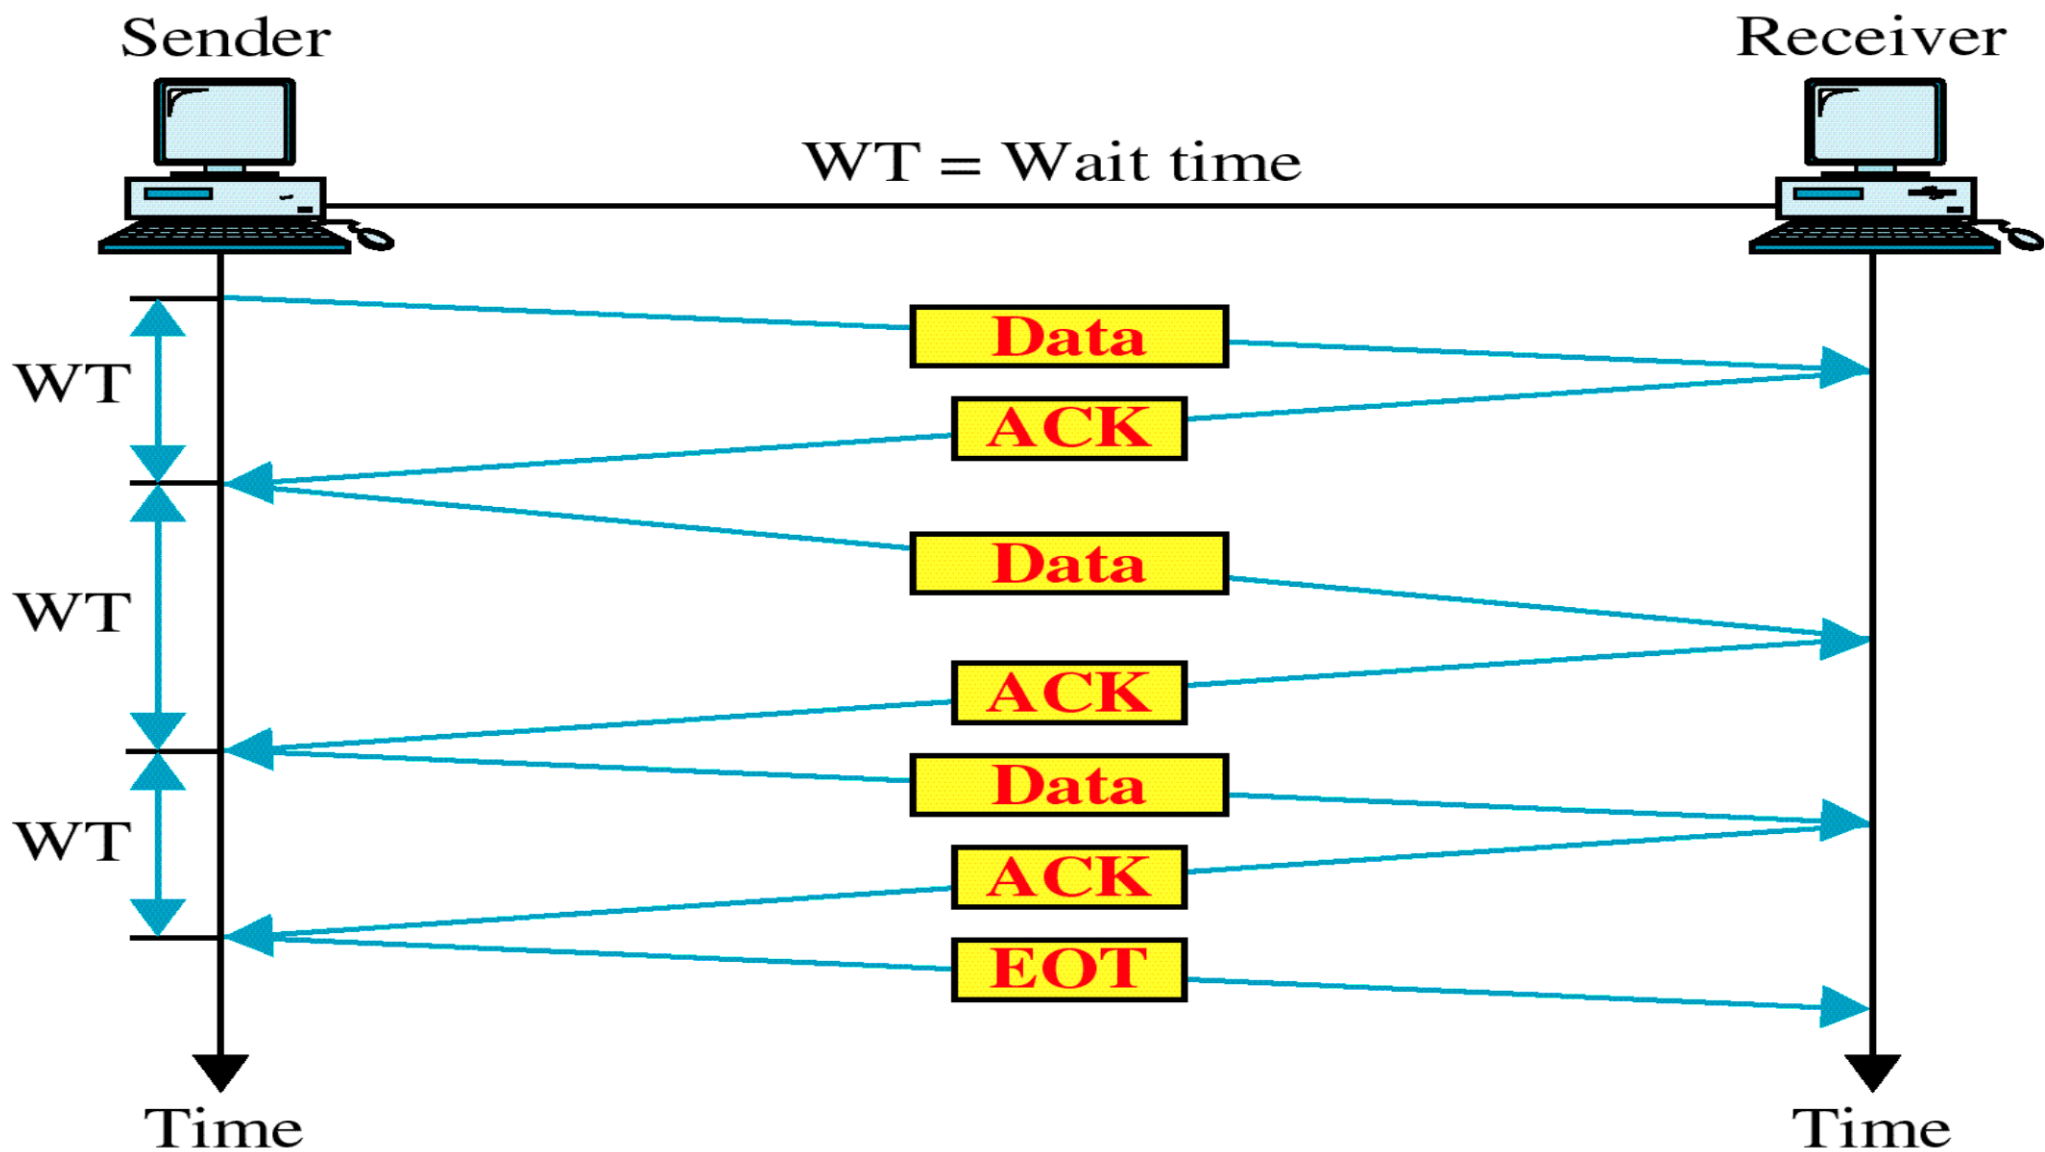 Sender
Receiver
WT = Wait time
Data
WT
ACK
Data
WT
ACK
Data
WT
ACK
EOT
Time
Time